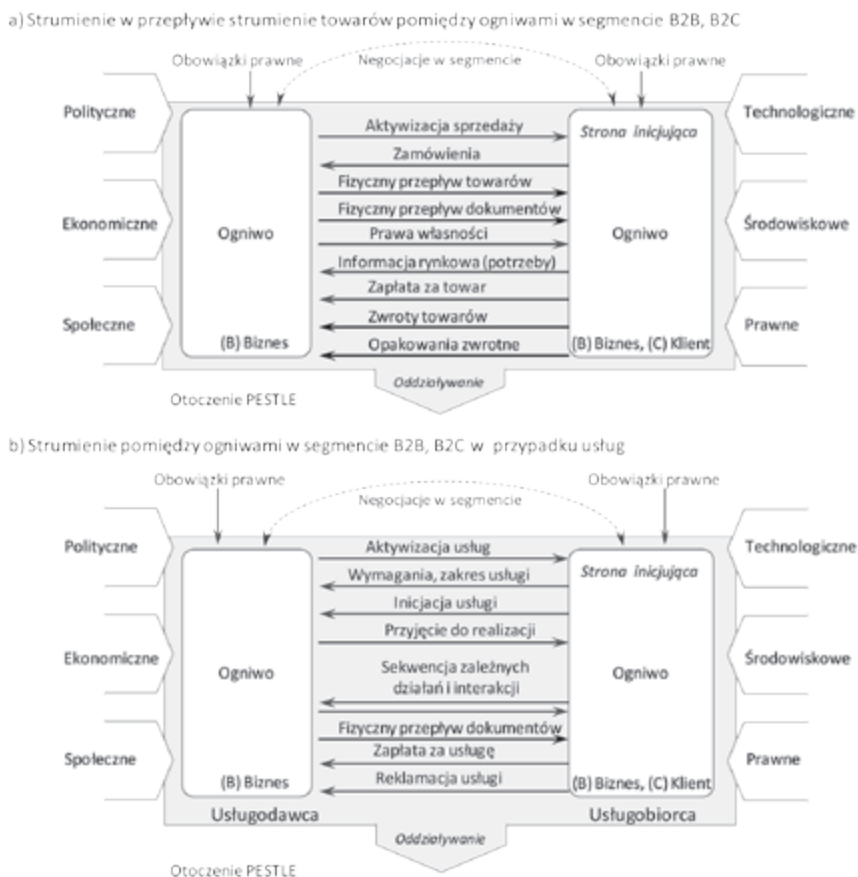 a) Strumienie w przepływie strumienie towarów pomiędzy ogniwami w segmencie B2B, B2C
Obowiązki prawne
Negocjacje w segmencie
Obowiązki prawne
Polityczne
Technologiczne
Aktywizacja sprzedaży
Strona inicjująca
Zamówienia
Fizyczny przepływ towarów
Fizyczny przepływ dokumentów
Ekonomiczne
Ogniwo
Prawa własności
Ogniwo
Środowiskowe
Informacja rynkowa (potrzeby)
Zapłata za towar
Społeczne
Zwroty towarów
Prawne
(B) Biznes
Opakowania zwrotne
(B) Biznes, (C) Klient
Oddziaływanie
Otoczenie PESTLE
b) Strumienie pomiędzy ogniwami w segmencie B2B, B2C w przypadku usług
Obowiązki prawne
Negocjacje w segmencie
Obowiązki prawne
Polityczne
Aktywizacja usług
Technologiczne
Wymagania, zakres usługi
Strona inicjująca
Inicjacja usługi
Przyjęcie do realizacji
Ekonomiczne
Ogniwo
Sekwencja zależnych
działań i interakcji
Ogniwo
Środowiskowe
Fizyczny przepływ dokumentów
Zapłata za usługę
Społeczne
Prawne
(B) Biznes
Reklamacja usługi
(B) Biznes, (C) Klient
Usługodawca
Usługobiorca
Oddziaływanie
Otoczenie PESTLE